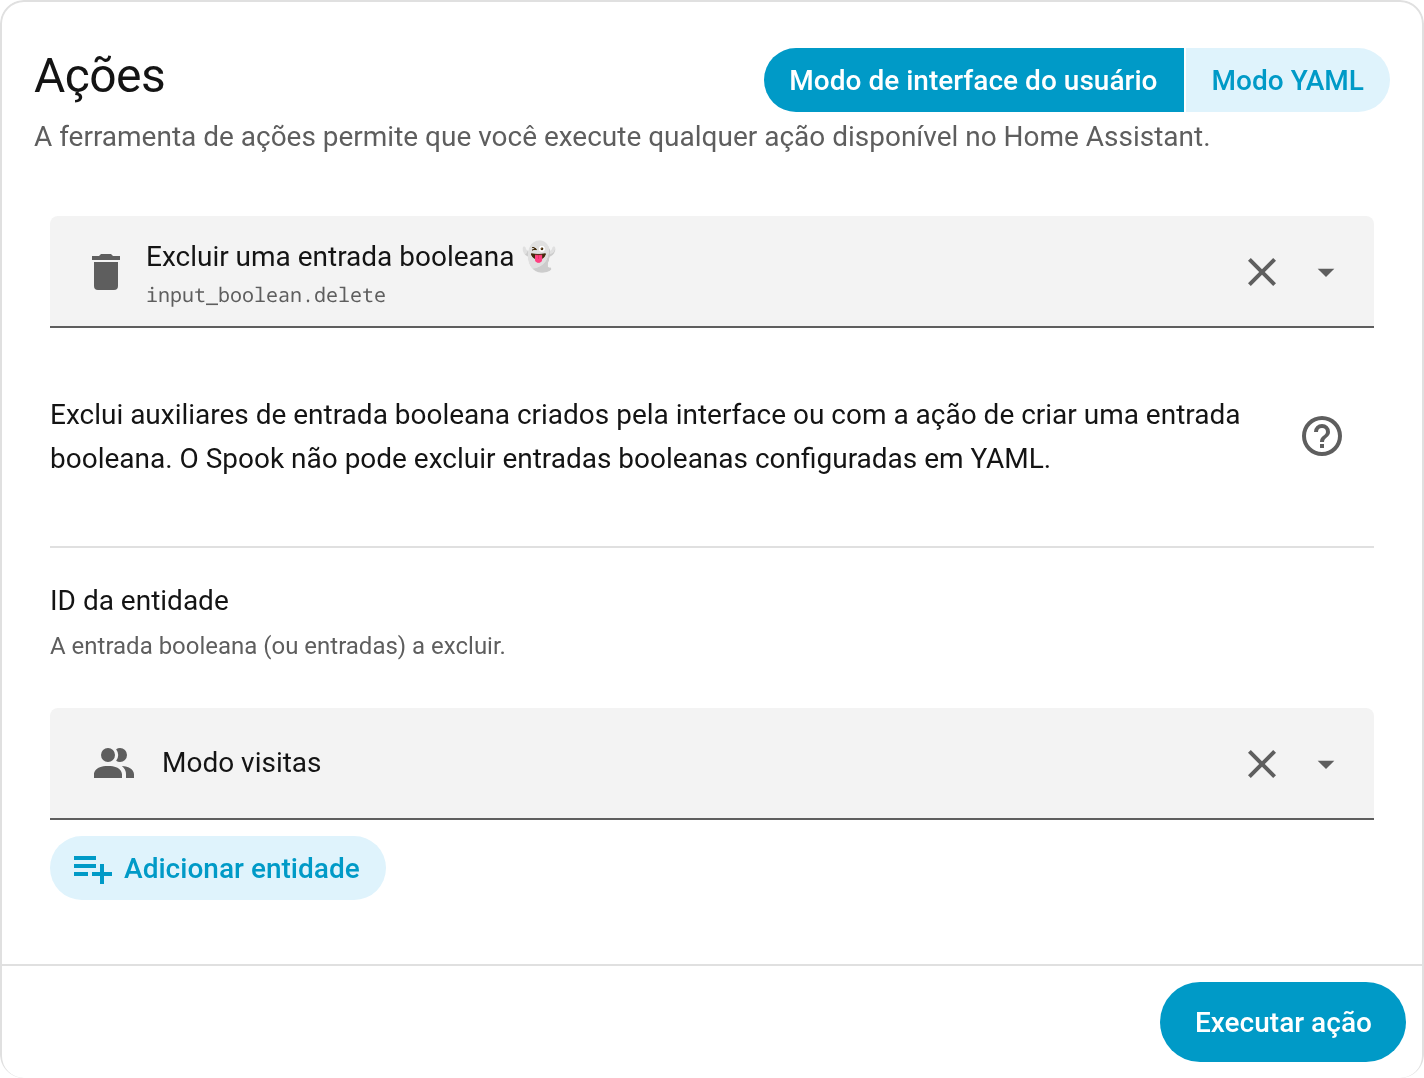 Ações
Modo de interface do usuário
Modo YAML
A ferramenta de ações permite que você execute qualquer ação disponível no Home Assistant.
Excluir uma entrada booleana 👻
input_boolean.delete
Exclui auxiliares de entrada booleana criados pela interface ou com a ação de criar uma entrada
booleana. O Spook não pode excluir entradas booleanas configuradas em YAML.
ID da entidade
A entrada booleana (ou entradas) a excluir.
Modo visitas
Adicionar entidade
Executar ação